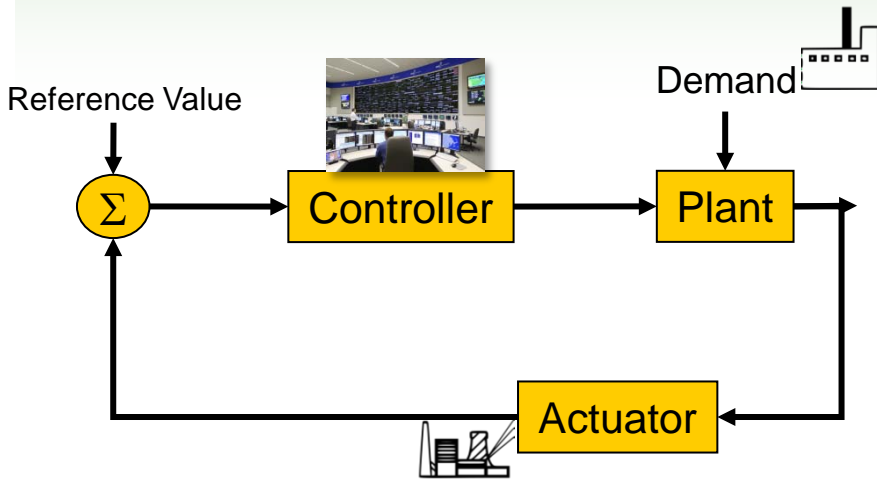 Reference Value
Demand
Σ
Controller
Plant
Actuator